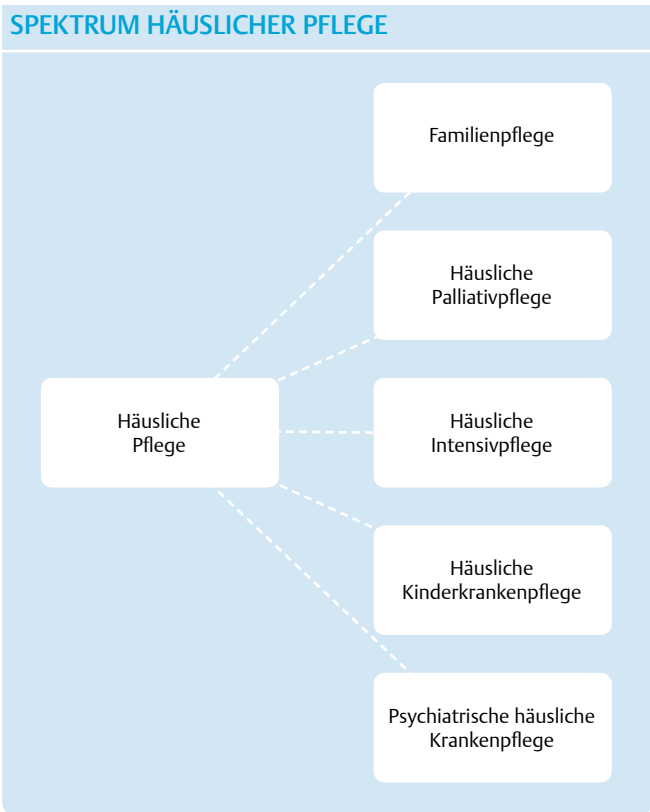 SPEKTRUM HÄUSLICHER PFLEGE
Familienpflege
Häusliche
Palliativpflege
Häusliche
Pflege
Häusliche
Intensivpflege
Häusliche
Kinderkrankenpflege
Psychiatrische häusliche
Krankenpflege